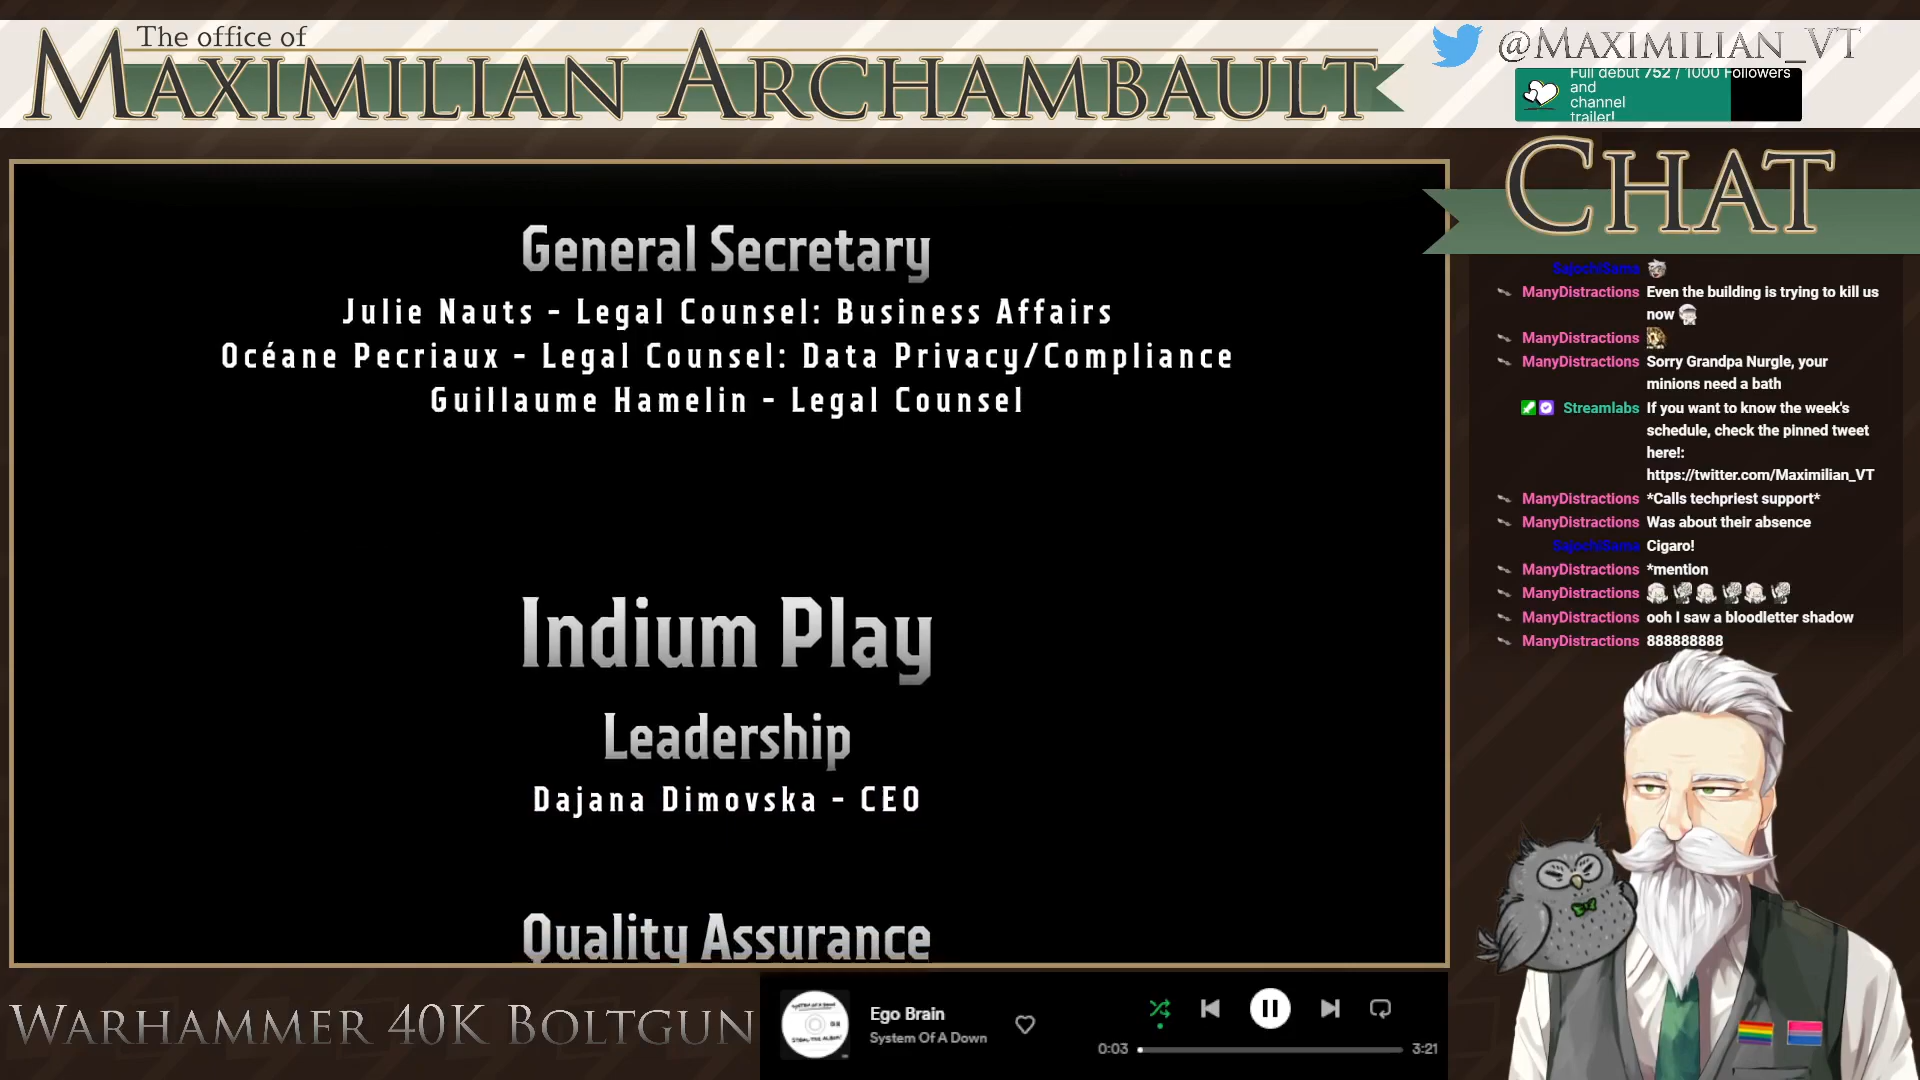 The office of
MAXIMILIAN ARCHAMBAULT
@MAXIMILIAN_VT
Full debut 752 / 1000 Followers
and
channel
trailer!
CHAT
General Secretary
Julie Nauts - Legal Counsel: Business Affairs
Océane Pecriaux - Legal Counsel: Data Privacy/Compliance
Guillaume Hamelin - Legal Counsel
Indium Play
Leadership
Dajana Dimovska - CEO
Quality Assurance
SajochiSama
ManyDistractions Even the building is trying to kill us
now
ManyDistractions
ManyDistractions Sorry Grandpa Nurgle, your
minions need a bath
Streamlabs If you want to know the week's
schedule, check the pinned tweet
here!:
https://twitter.com/Maximilian_VT
ManyDistractions *Calls techpriest support*
ManyDistractions Was about their absence
SajochiSama Cigaro!
ManyDistractions *mention
ManyDistractions
ManyDistractions ooh I saw a bloodletter shadow
ManyDistractions 888888888
WARHAMMER 40K BOLTGUN
Ego Brain
System Of A Down
0:03
3:21